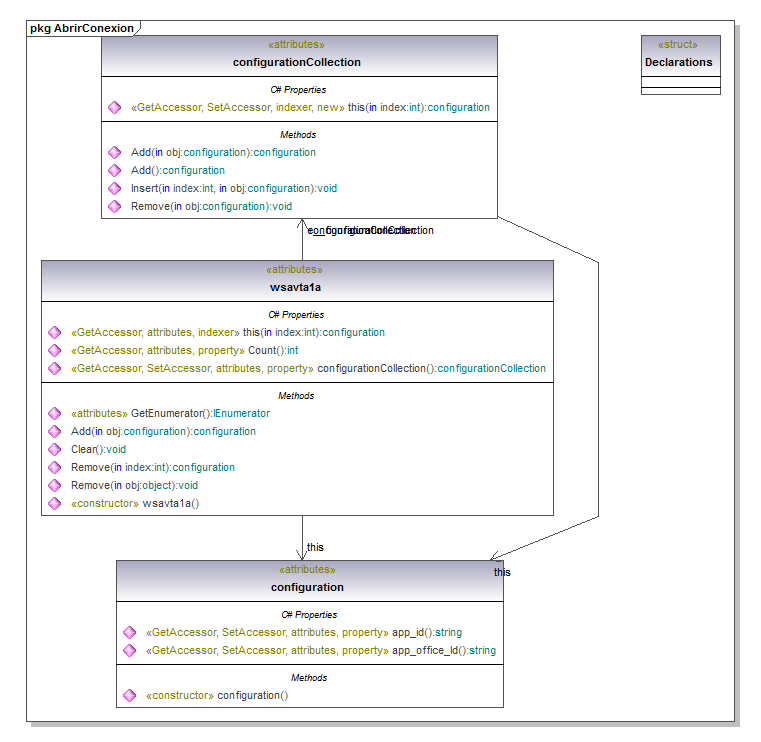 pkg AbrirConexion
«attributes»
configurationCollection
C# Properties
«GetAccessor, SetAccessor, indexer, new» this(in index:int):configuration
Methods
Add(in obj:configuration):configuration
Add():configuration
Insert(in index:int, in obj:configuration):void
Remove(in obj:configuration):void
«struct»
Declarations
configurationCollection
«attributes»
wsavta1a
C# Properties
«GetAccessor, attributes, indexer» this(in index:int):configuration
«GetAccessor, attributes, property» Count():int
«GetAccessor, SetAccessor, attributes, property» configurationCollection():configurationCollection
Methods
«attributes» GetEnumerator():IEnumerator
Add(in obj:configuration):configuration
Clear():void
Remove(in index:int):configuration
Remove(in obj:object):void
«constructor» wsavta1a()
this
this
«attributes»
configuration
C# Properties
«GetAccessor, SetAccessor, attributes, property» app_id():string
«GetAccessor, SetAccessor, attributes, property» app_office_Id():string
Methods
«constructor» configuration()